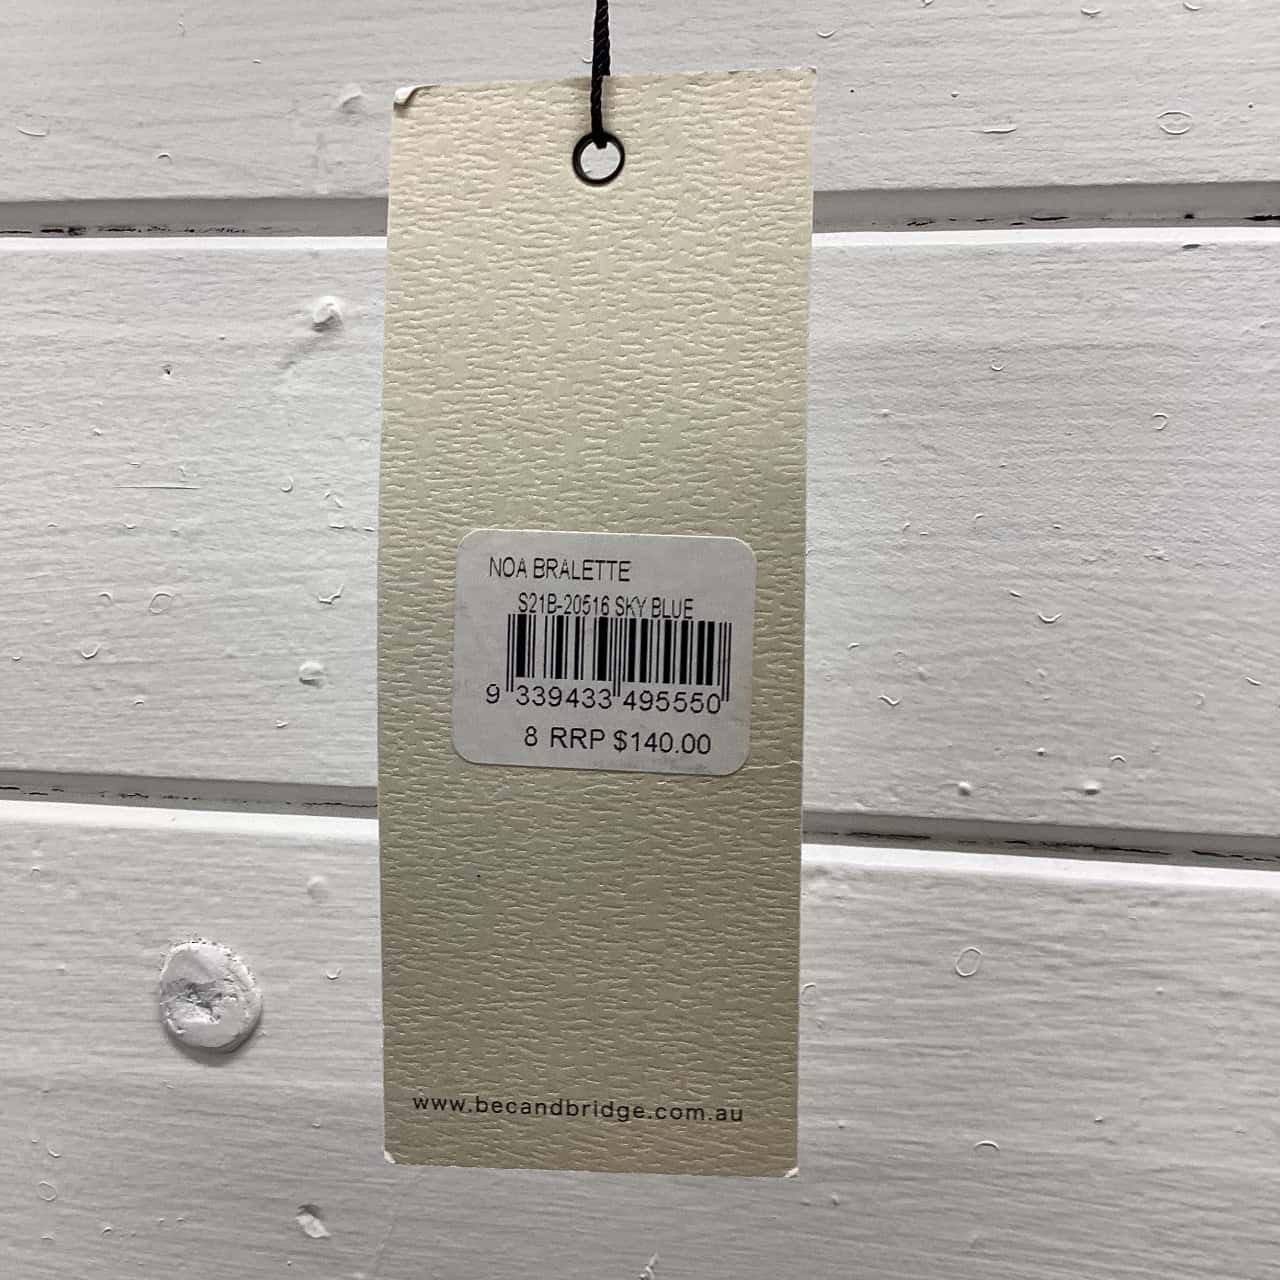 NOA BRALETTE
S21B-20516 SKY BLUE
9 339433 495550
8 RRP $140.00
www.becandbridge.com.au